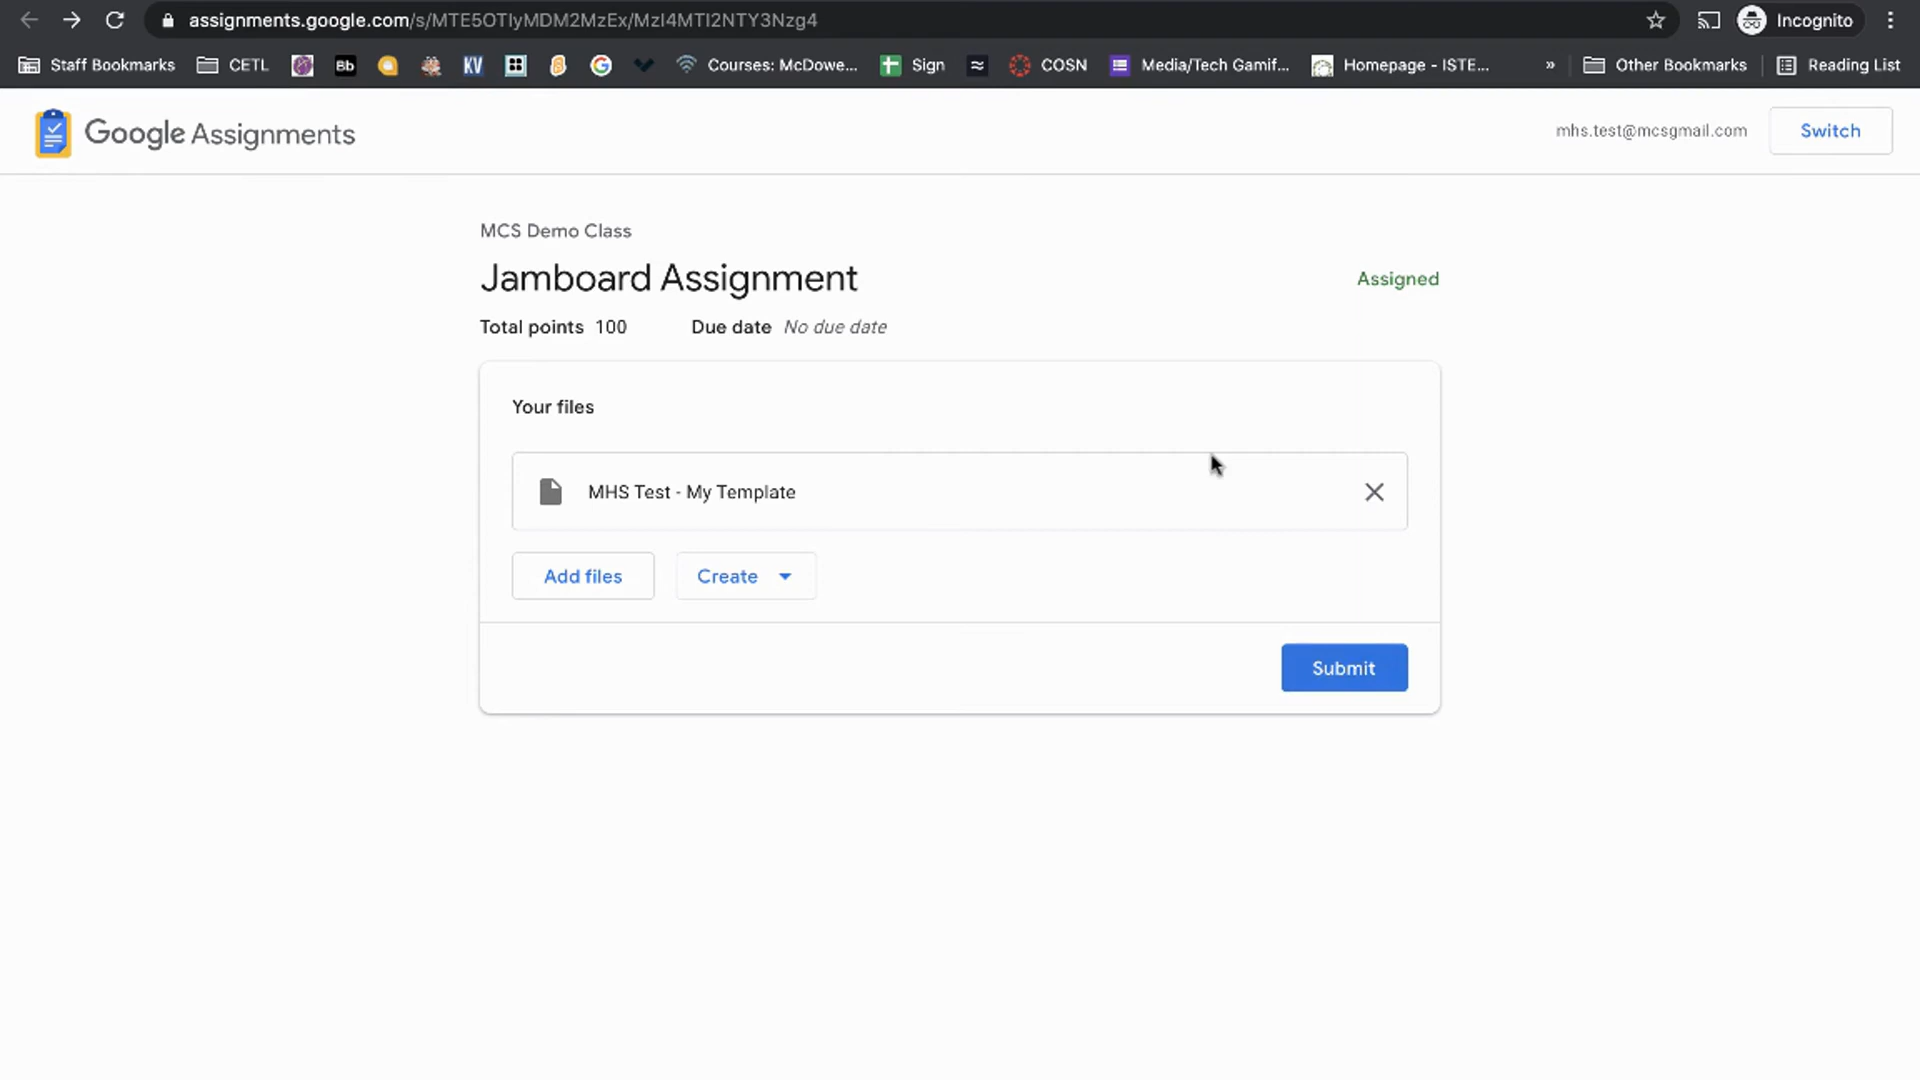 assignments.google.com/s/MTE5OTIyMDM2MzEx/MzI4MTI2NTY3Nzg4
Incognito
Staff Bookmarks
CETL
Bb
KV
G
Courses: McDowe...
Sign
COSN
Media/Tech Gamif...
Homepage - ISTE...
»
Other Bookmarks
Reading List
Google Assignments
mhs.test@mcsgmail.com
Switch
MCS Demo Class
Jamboard Assignment
Assigned
Total points 100
Due date No due date
Your files
MHS Test - My Template
Add files
Create
Submit